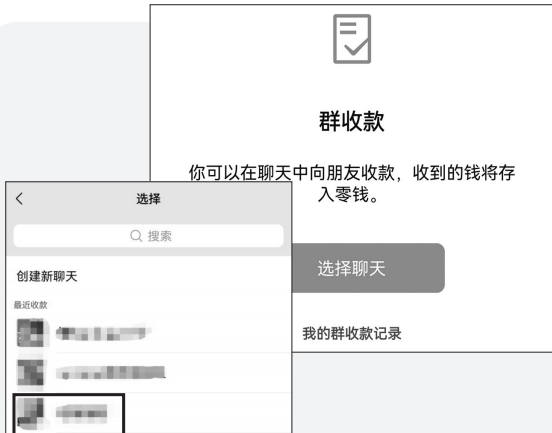 群收款
你可以在聊天中向朋友收款，收到的钱将存
入零钱。
选择聊天
我的群收款记录
选择
搜索
创建新聊天
最近收款